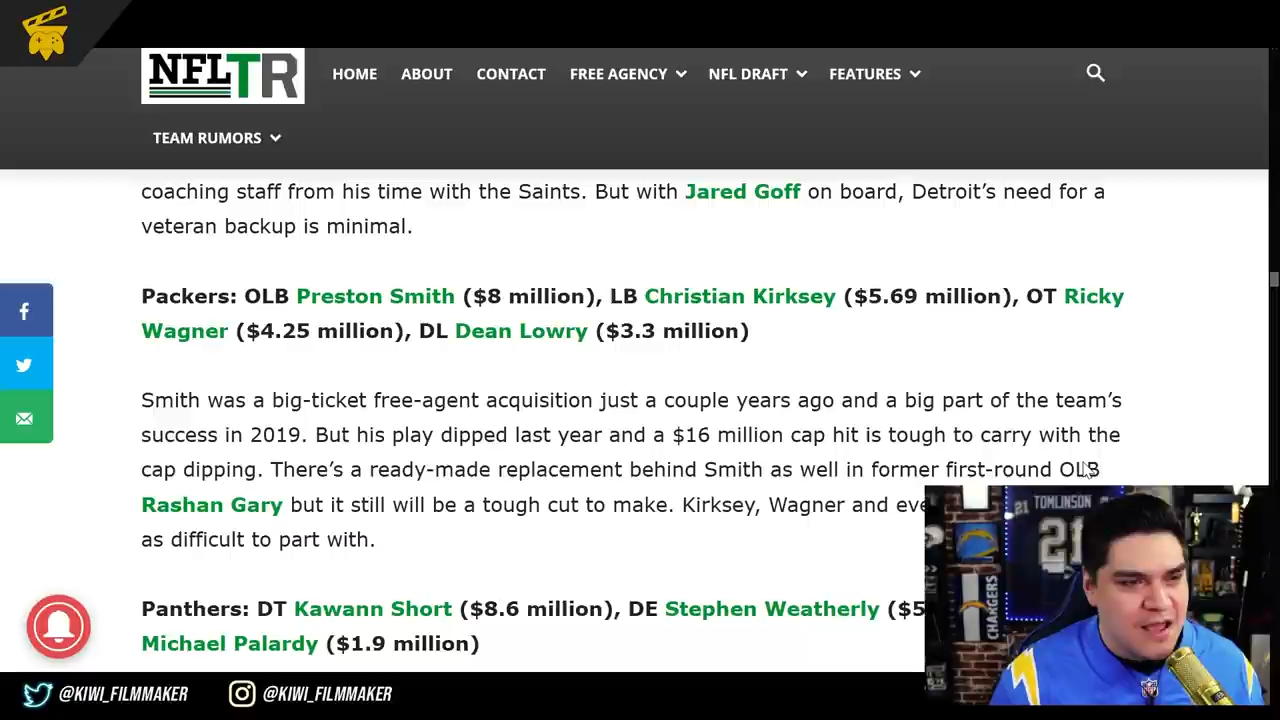 NFLTR
HOME ABOUT CONTACT FREE AGENCY NFL DRAFT FEATURES
TEAM RUMORS
coaching staff from his time with the Saints. But with Jared Goff on board, Detroit’s need for a
veteran backup is minimal.
Packers: OLB Preston Smith ($8 million), LB Christian Kirksey ($5.69 million), OT Ricky
Wagner ($4.25 million), DL Dean Lowry ($3.3 million)
Smith was a big-ticket free-agent acquisition just a couple years ago and a big part of the team’s
success in 2019. But his play dipped last year and a $16 million cap hit is tough to carry with the
cap dipping. There’s a ready-made replacement behind Smith as well in former first-round OLB
Rashan Gary but it still will be a tough cut to make. Kirksey, Wagner and eve
as difficult to part with.
Panthers: DT Kawann Short ($8.6 million), DE Stephen Weatherly ($5
Michael Palardy ($1.9 million)
21 TOMLINSON
21
CHARGERS
@KIWI_FILMMAKER @KIWI_FILMMAKER